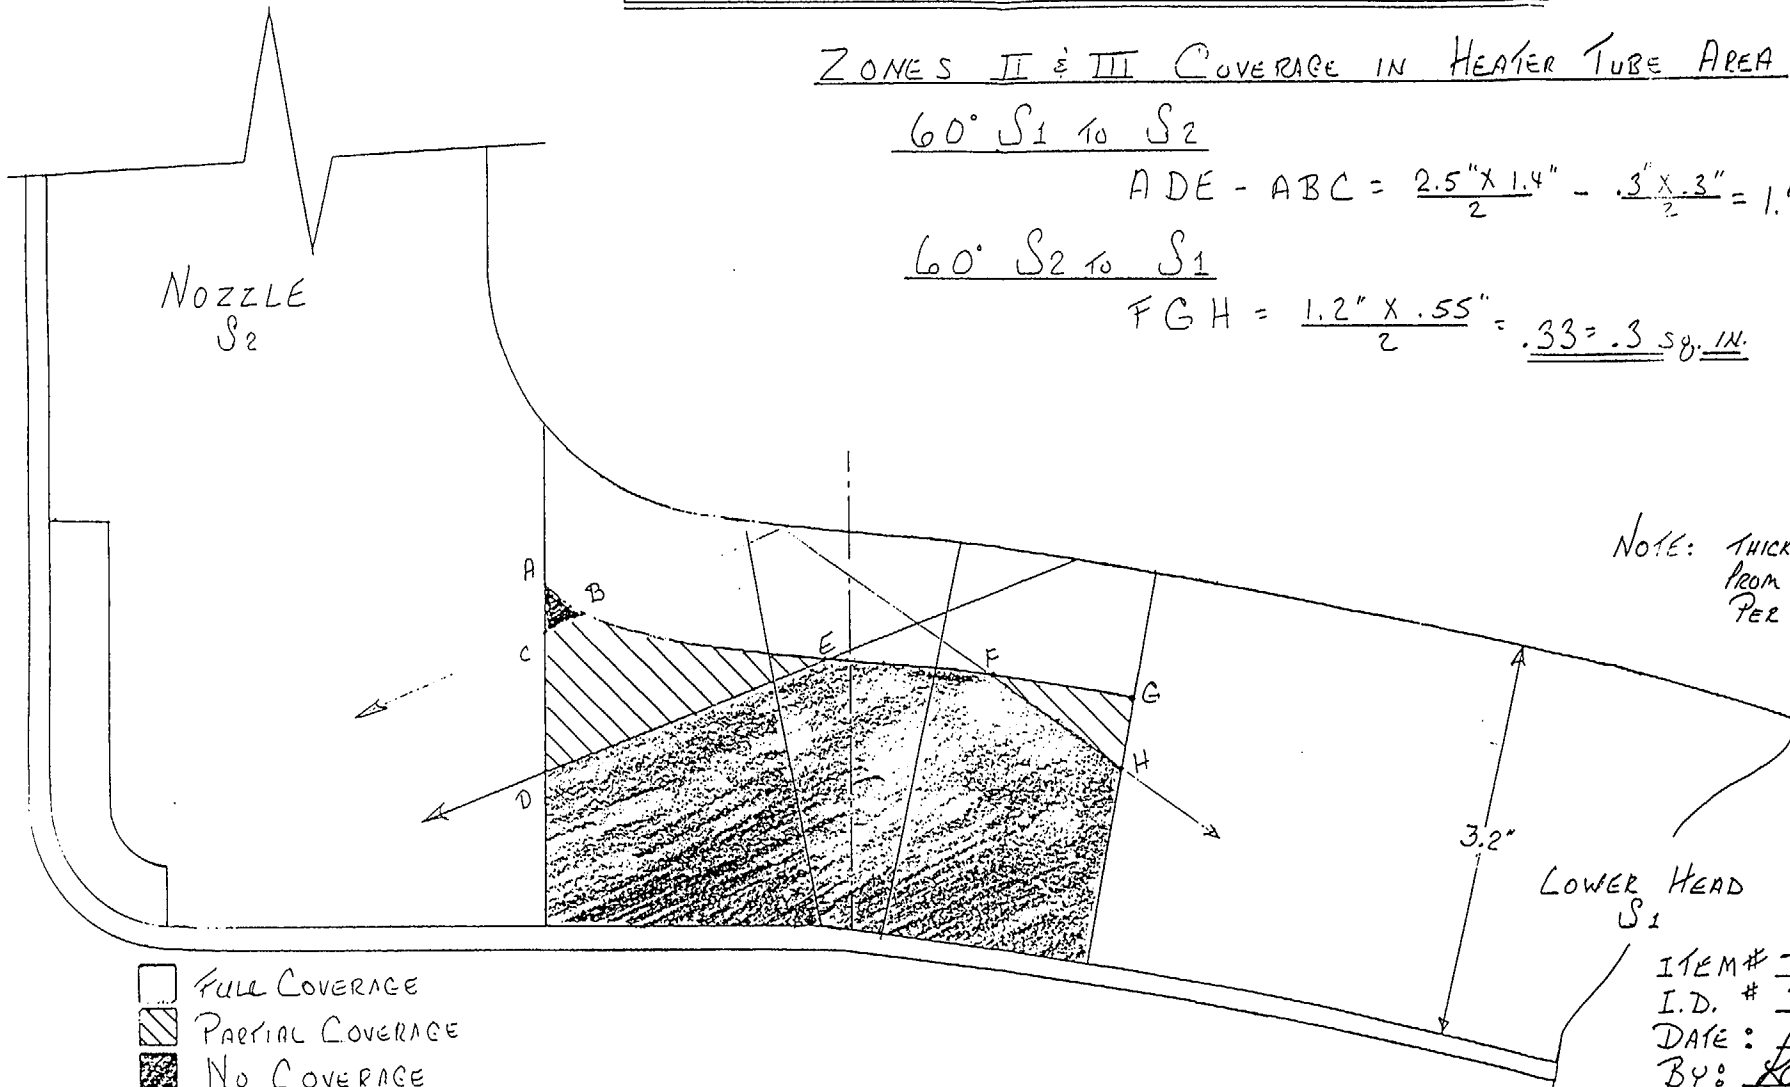 ZONES II & III COVERAGE IN HEATER TUBE AREA
60° S1 TO S2
ADE - ABC = 2.5" X 1.4" / 2 - .3" X .3" / 2 = 1.
60° S2 TO S1
FGH = 1.2" X .55" / 2 = .33 = .3 SQ. IN.
NOZZLE
S2
NOTE: THICK
FROM
PER
A
B
C
E
F
G
H
D
3.2"
LOWER HEAD
S1
FULL COVERAGE
PARTIAL COVERAGE
NO COVERAGE
ITEM#
I.D. #
DATE:
BY: